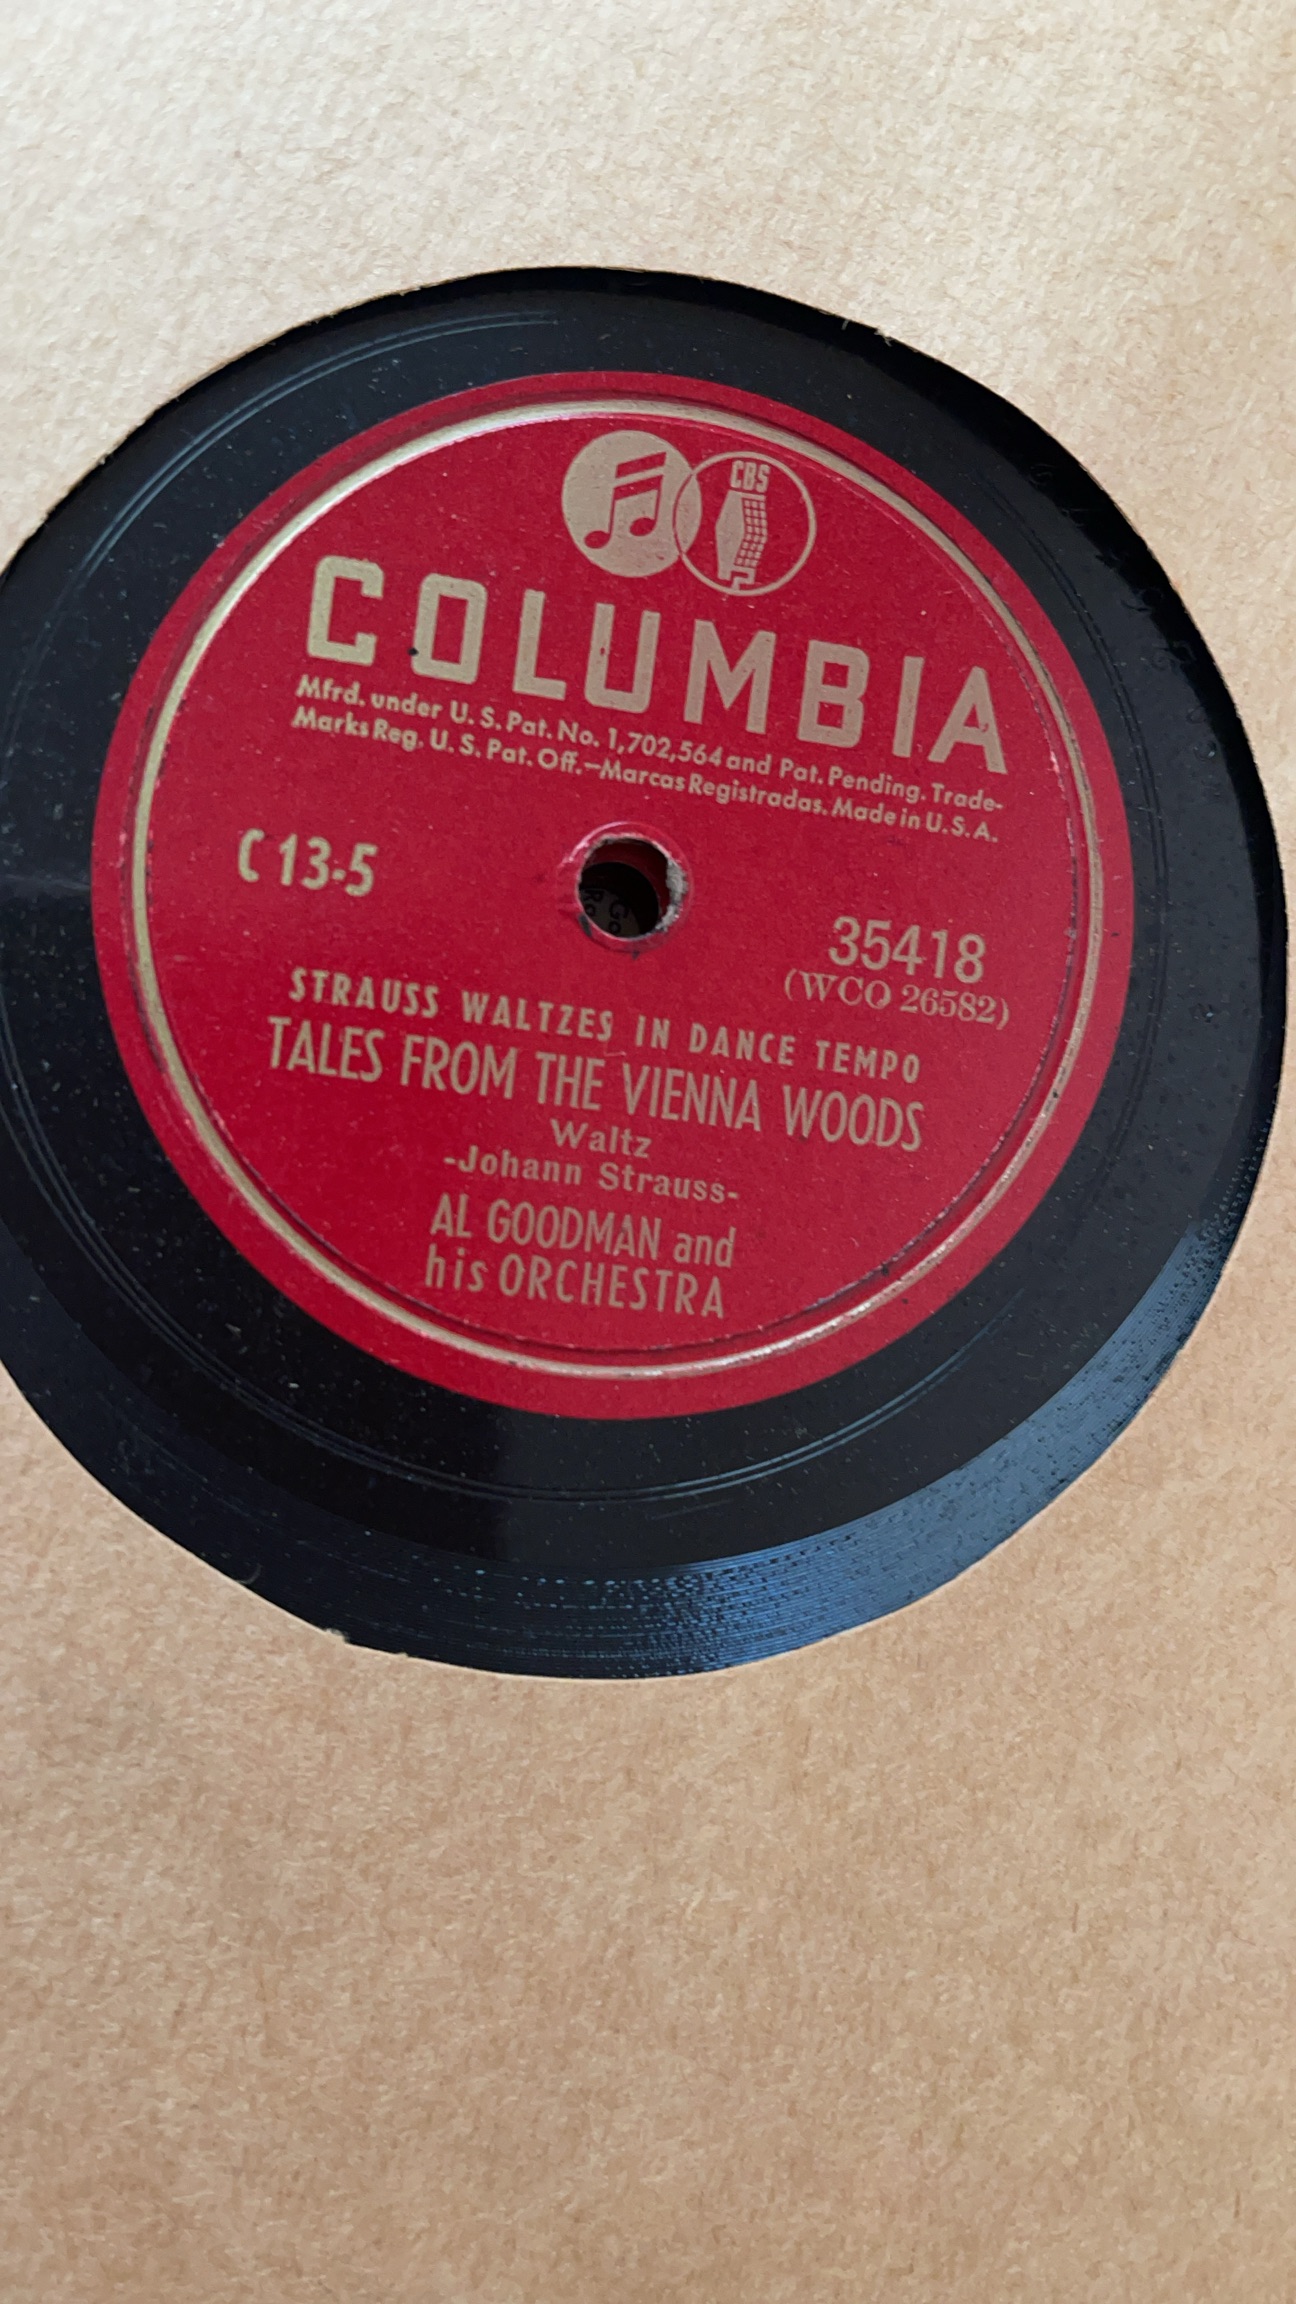 CBS
COLUMBIA
Mfrd. under U. S. Pat. No. 1,702,564 and Pat. Pending. Trade-
Marks Reg. U. S. Pat. Off.—Marcas Registradas. Made in U. S. A.
C 13-5
35418
(WCO 26582)
STRAUSS WALTZES IN DANCE TEMPO
TALES FROM THE VIENNA WOODS
Waltz
-Johann Strauss-
AL GOODMAN and
his ORCHESTRA